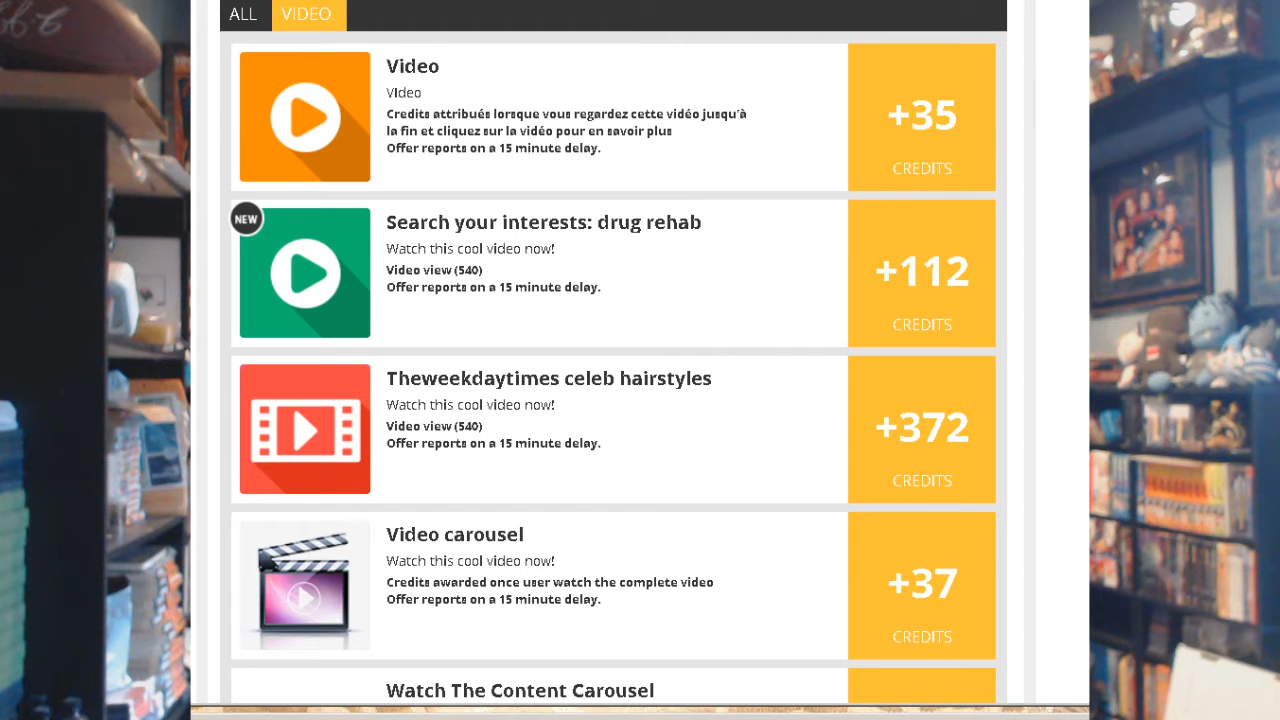 ALL VIDEO
Video
Video
Credits attribués lorsque vous regardez cette vidéo jusqu'à
la fin et cliquez sur la vidéo pour en savoir plus
Offer reports on a 15 minute delay.
+35
CREDITS
NEW
Search your interests: drug rehab
Watch this cool video now!
Video view (540)
Offer reports on a 15 minute delay.
+112
CREDITS
Theweekdaytimes celeb hairstyles
Watch this cool video now!
Video view (540)
Offer reports on a 15 minute delay.
+372
CREDITS
Video carousel
Watch this cool video now!
Credits awarded once user watch the complete video
Offer reports on a 15 minute delay.
+37
CREDITS
Watch The Content Carousel